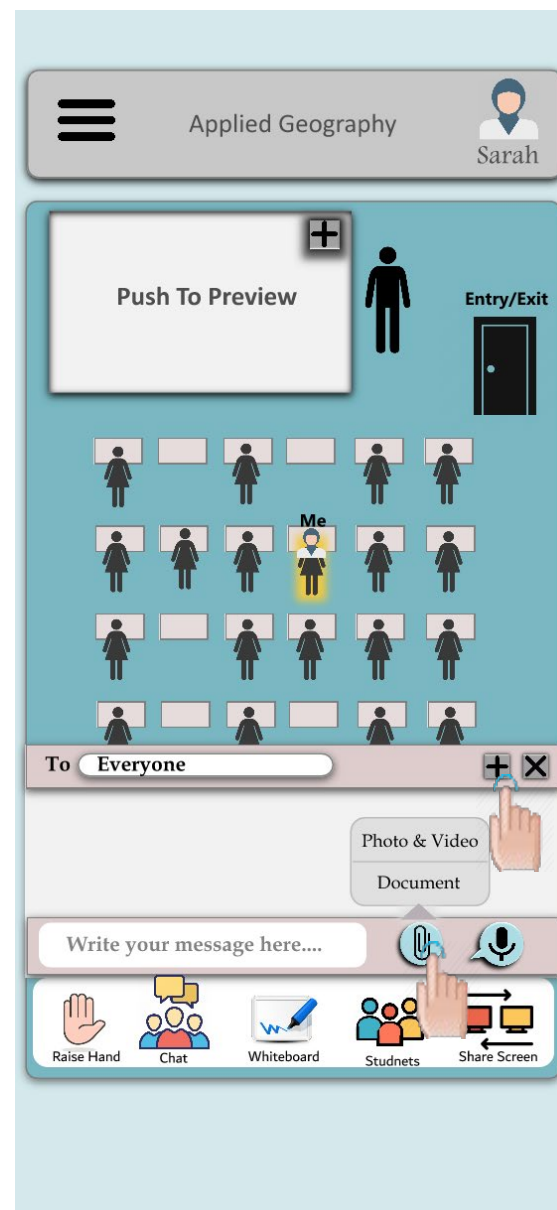 Applied Geography
Sarah
Push To Preview
Entry/Exit
Me
To Everyone
Photo & Video
Document
Write your message here....
Raise Hand
Chat
Whiteboard
Studnets
Share Screen